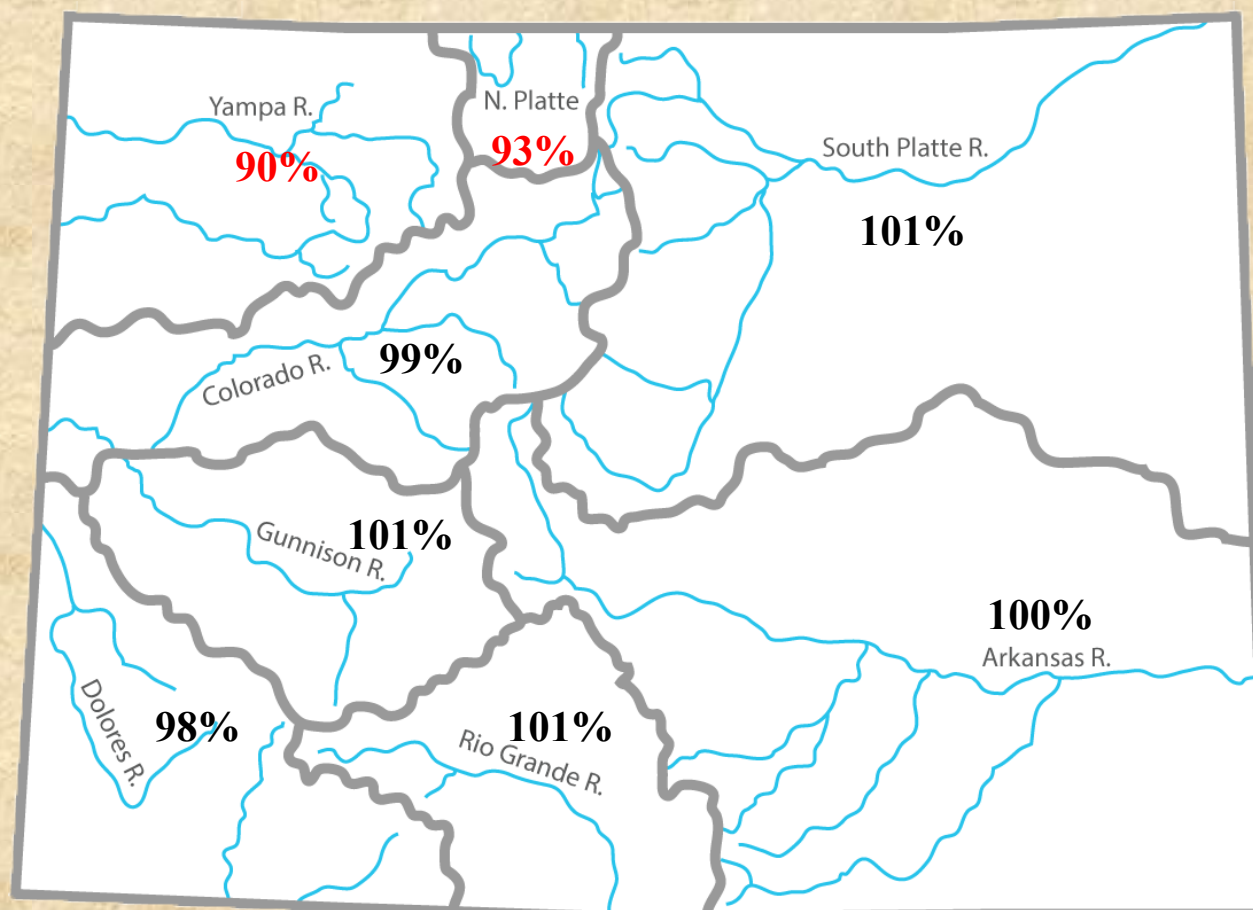 Yampa R.
90%
N. Platte
93%
South Platte R.
101%
Colorado R.
99%
Gunnison R.
101%
100%
Arkansas R.
Dolores R.
98%
101%
Rio Grande R.